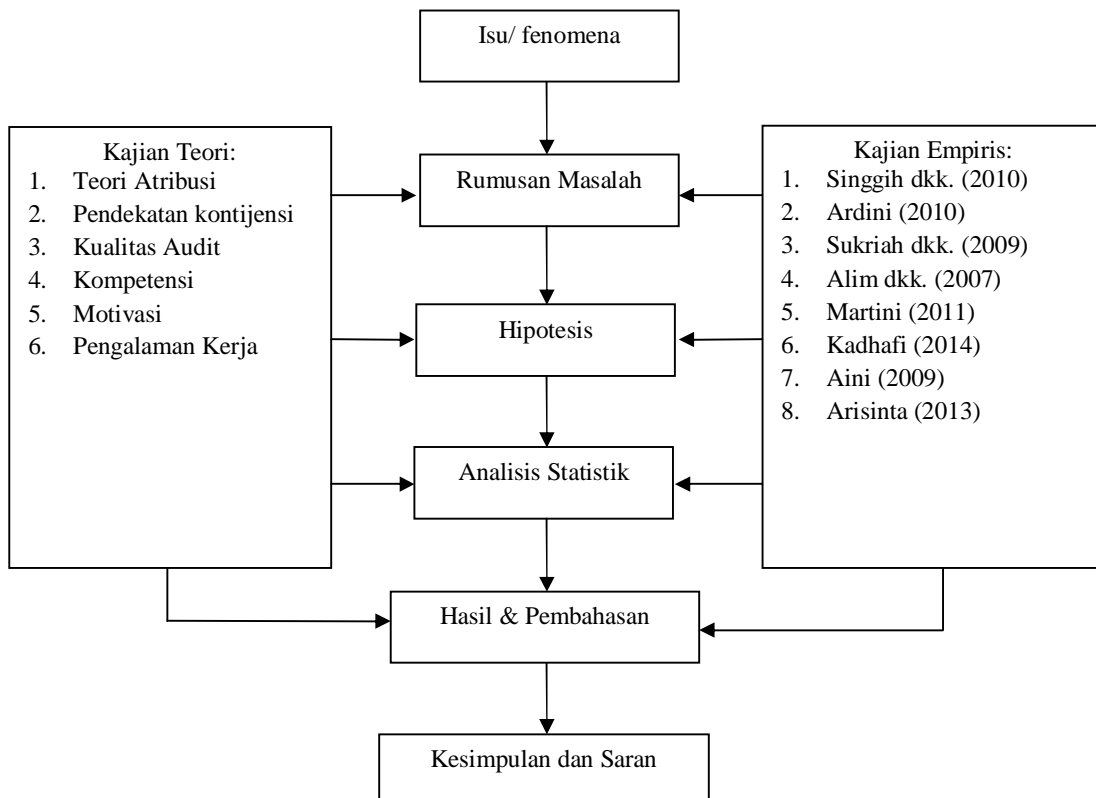 Isu/ fenomena
Kajian Teori:
1. Teori Atribusi
2. Pendekatan kontijensi
3. Kualitas Audit
4. Kompetensi
5. Motivasi
6. Pengalaman Kerja
Rumusan Masalah
Hipotesis
Analisis Statistik
Kajian Empiris:
1. Singgih dkk. (2010)
2. Ardini (2010)
3. Sukriah dkk. (2009)
4. Alim dkk. (2007)
5. Martini (2011)
6. Kadhafi (2014)
7. Aini (2009)
8. Arisinta (2013)
Hasil & Pembahasan
Kesimpulan dan Saran